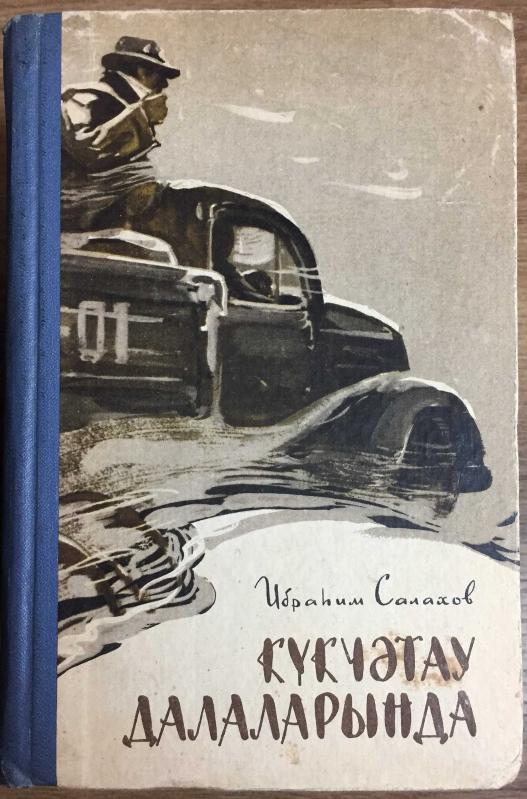 -01
Ибраһим Салахов
КҮКЧӘТАУ
ДАЛАЛАРЫНДА